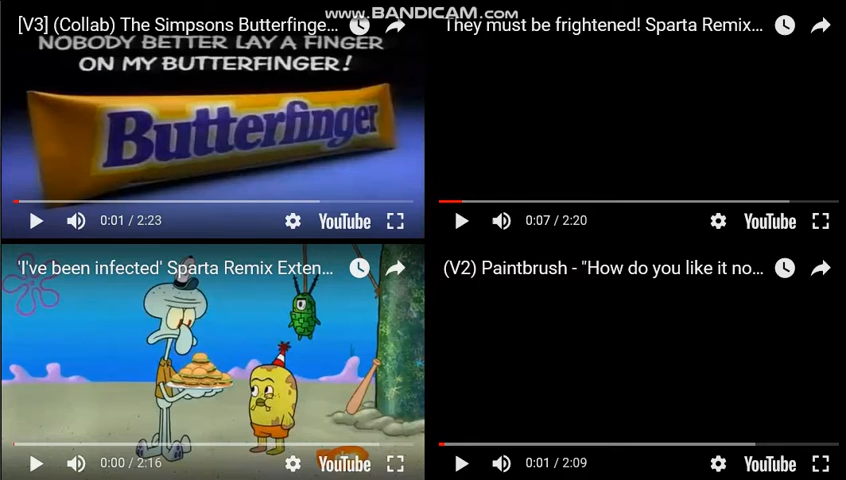 www.BANDICAM.com
[V3] (Collab) The Simpsons Butterfinge...
NOBODY BETTER LAY A FINGER
ON MY BUTTERFINGER!
Butterfinger
0:01 / 2:23
YouTube
They must be frightened! Sparta Remix...
0:07 / 2:20
YouTube
'I've been infected' Sparta Remix Exten...
0:00 / 2:16
YouTube
(V2) Paintbrush - "How do you like it no...
0:01 / 2:09
YouTube